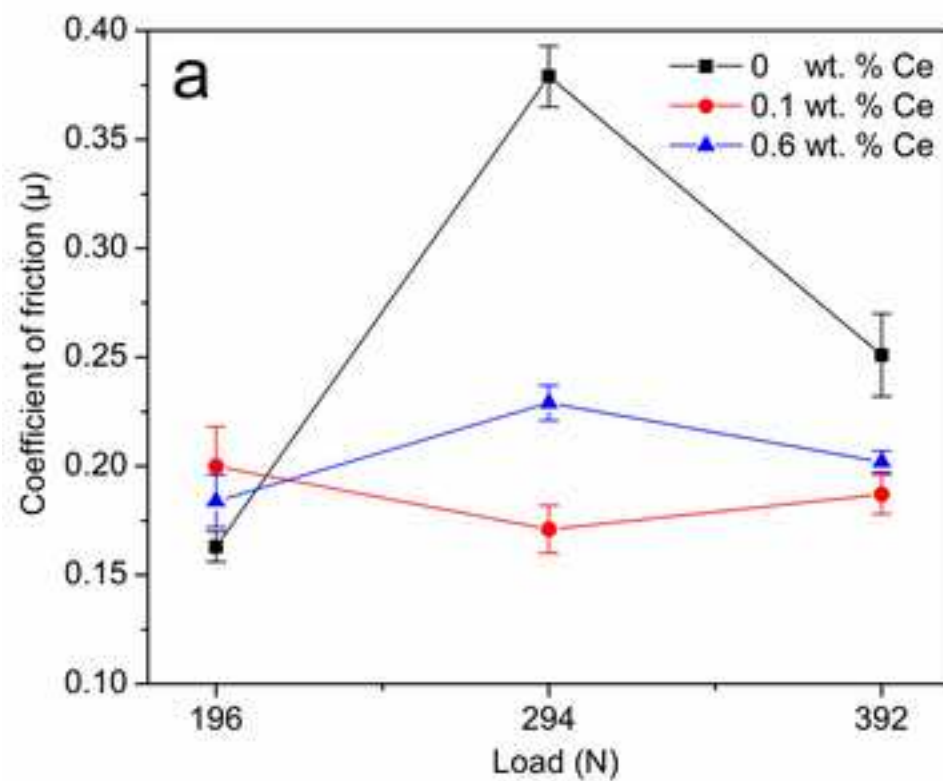 a
0 wt. % Ce
0.1 wt. % Ce
0.6 wt. % Ce
Coefficient of friction (μ)
0.40
0.35
0.30
0.25
0.20
0.15
0.10
196 294 392
Load (N)